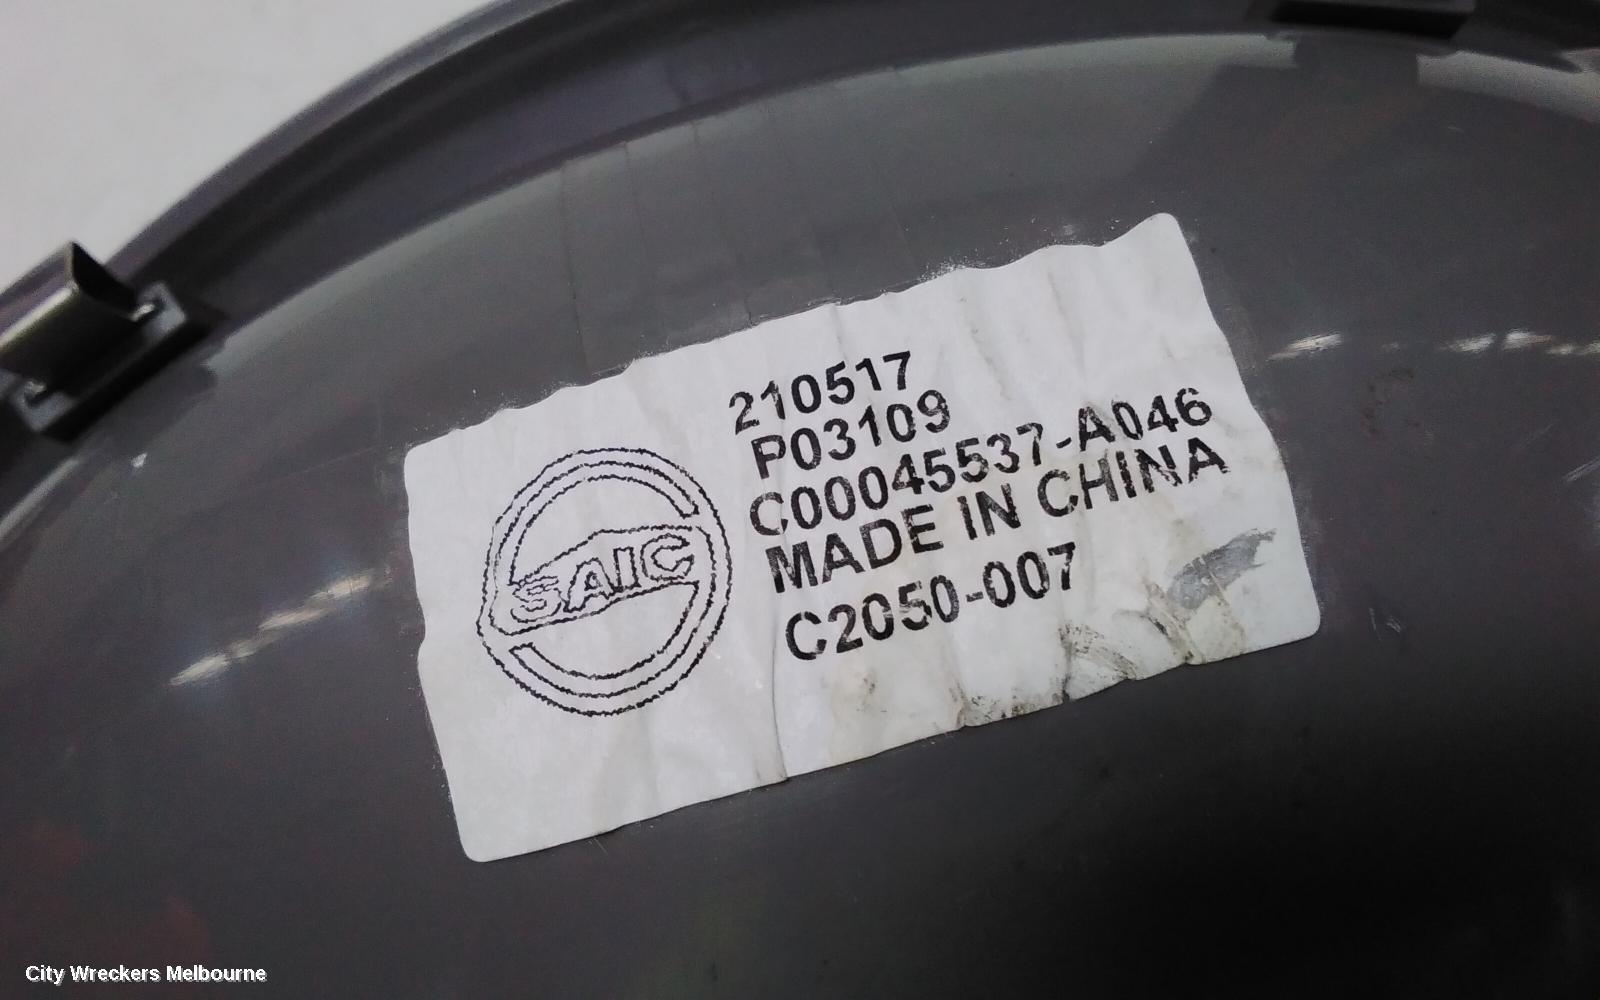 210517
P03109
C00045537-A046
MADE IN CHINA
C2050-007
SAIC
City Wreckers Melbourne